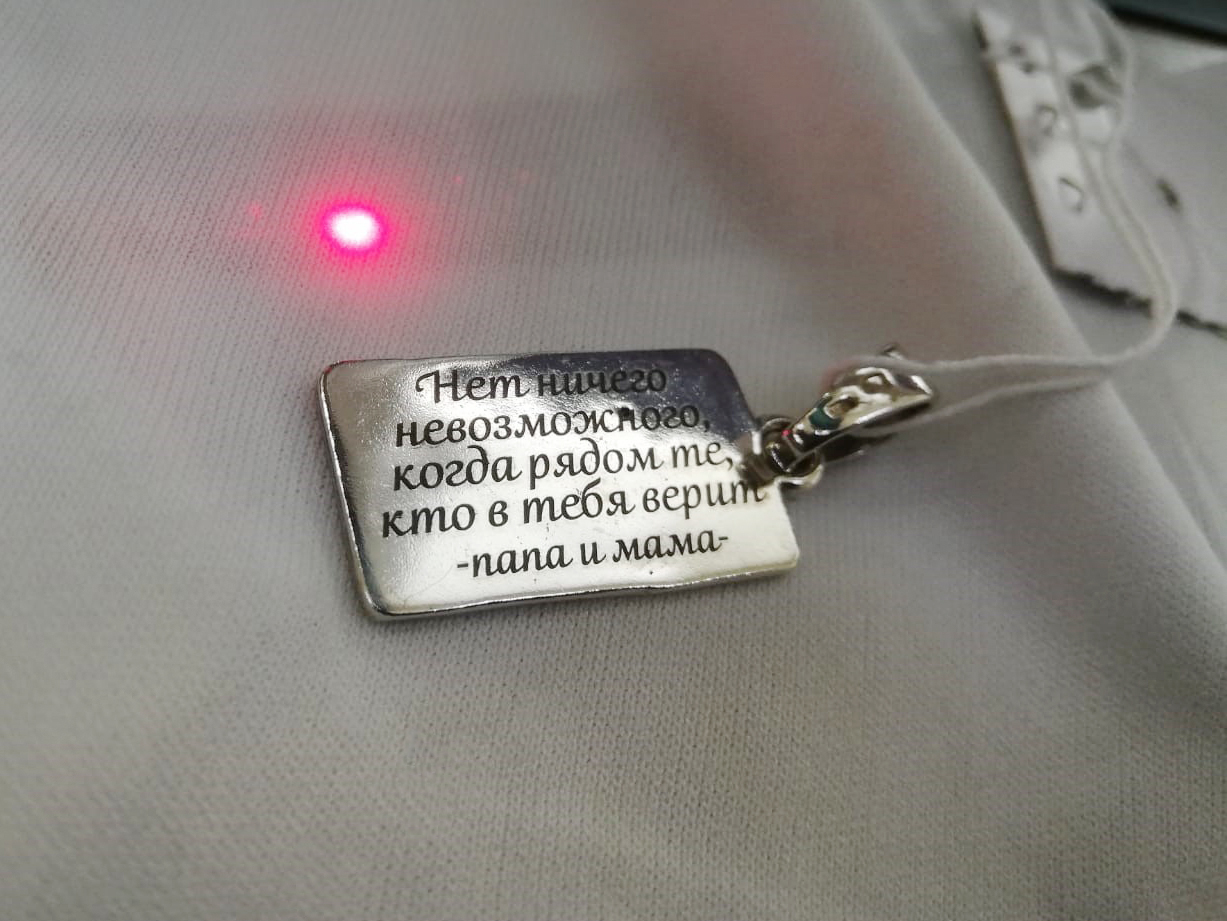 Нет ничего
невозможного,
когда рядом те,
кто в тебя верит
-папа и мама-